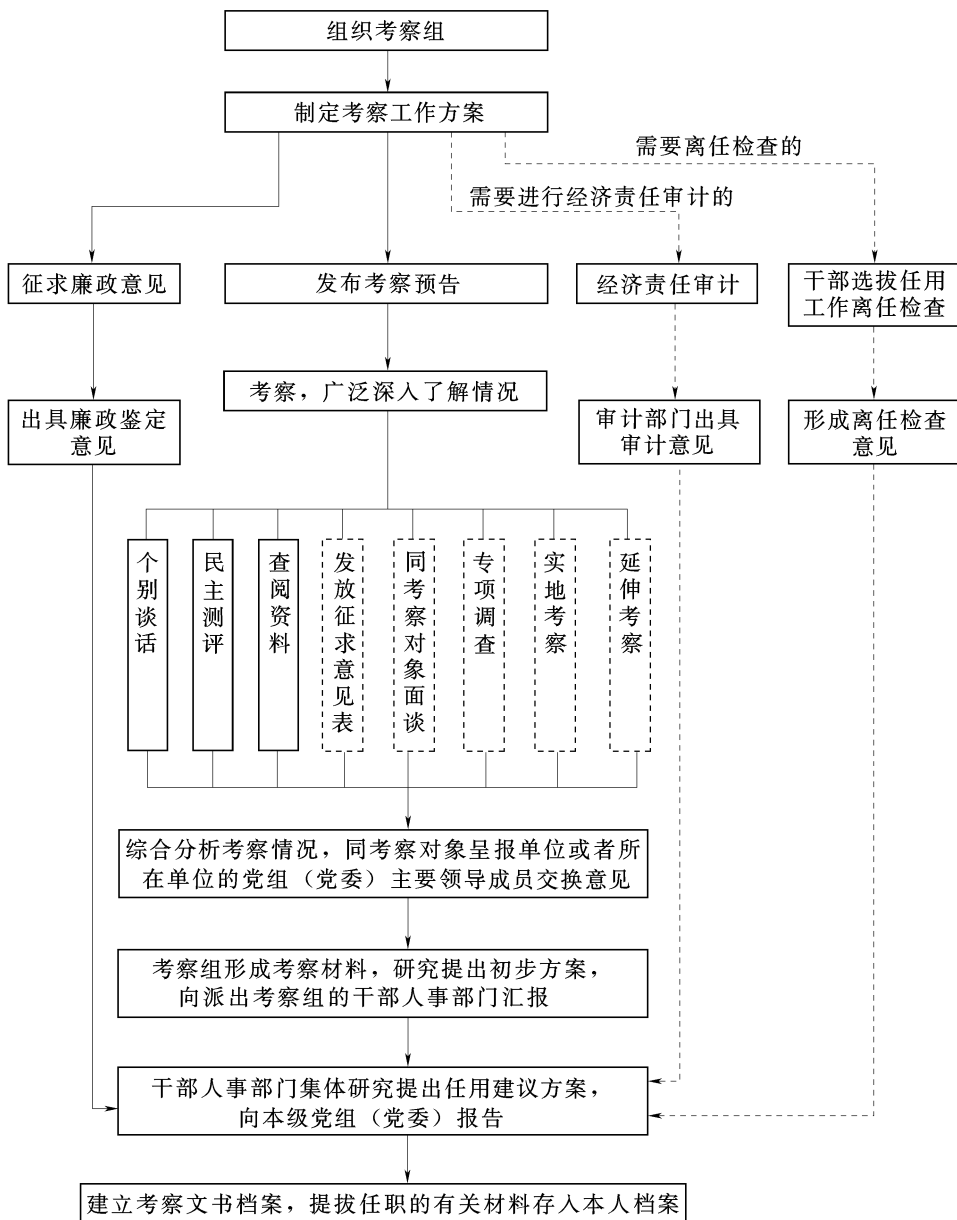 组织考察组
制定考察工作方案
需要离任检查的
需要进行经济责任审计的
征求廉政意见
发布考察预告
经济责任审计
干部选拔任用
工作离任检查
考察，广泛深入了解情况
出具廉政鉴定
意见
审计部门出具
审计意见
形成离任检查
意见
个别谈话
民主测评
查阅资料
发放征求意见表
同考察对象面谈
专项调查
实地考察
延伸考察
综合分析考察情况，同考察对象呈报单位或者所
在单位的党组（党委）主要领导成员交换意见
考察组形成考察材料，研究提出初步方案，
向派出考察组的干部人事部门汇报
干部人事部门集体研究提出任用建议方案，
向本级党组（党委）报告
建立考察文书档案，提拔任职的有关材料存入本人档案